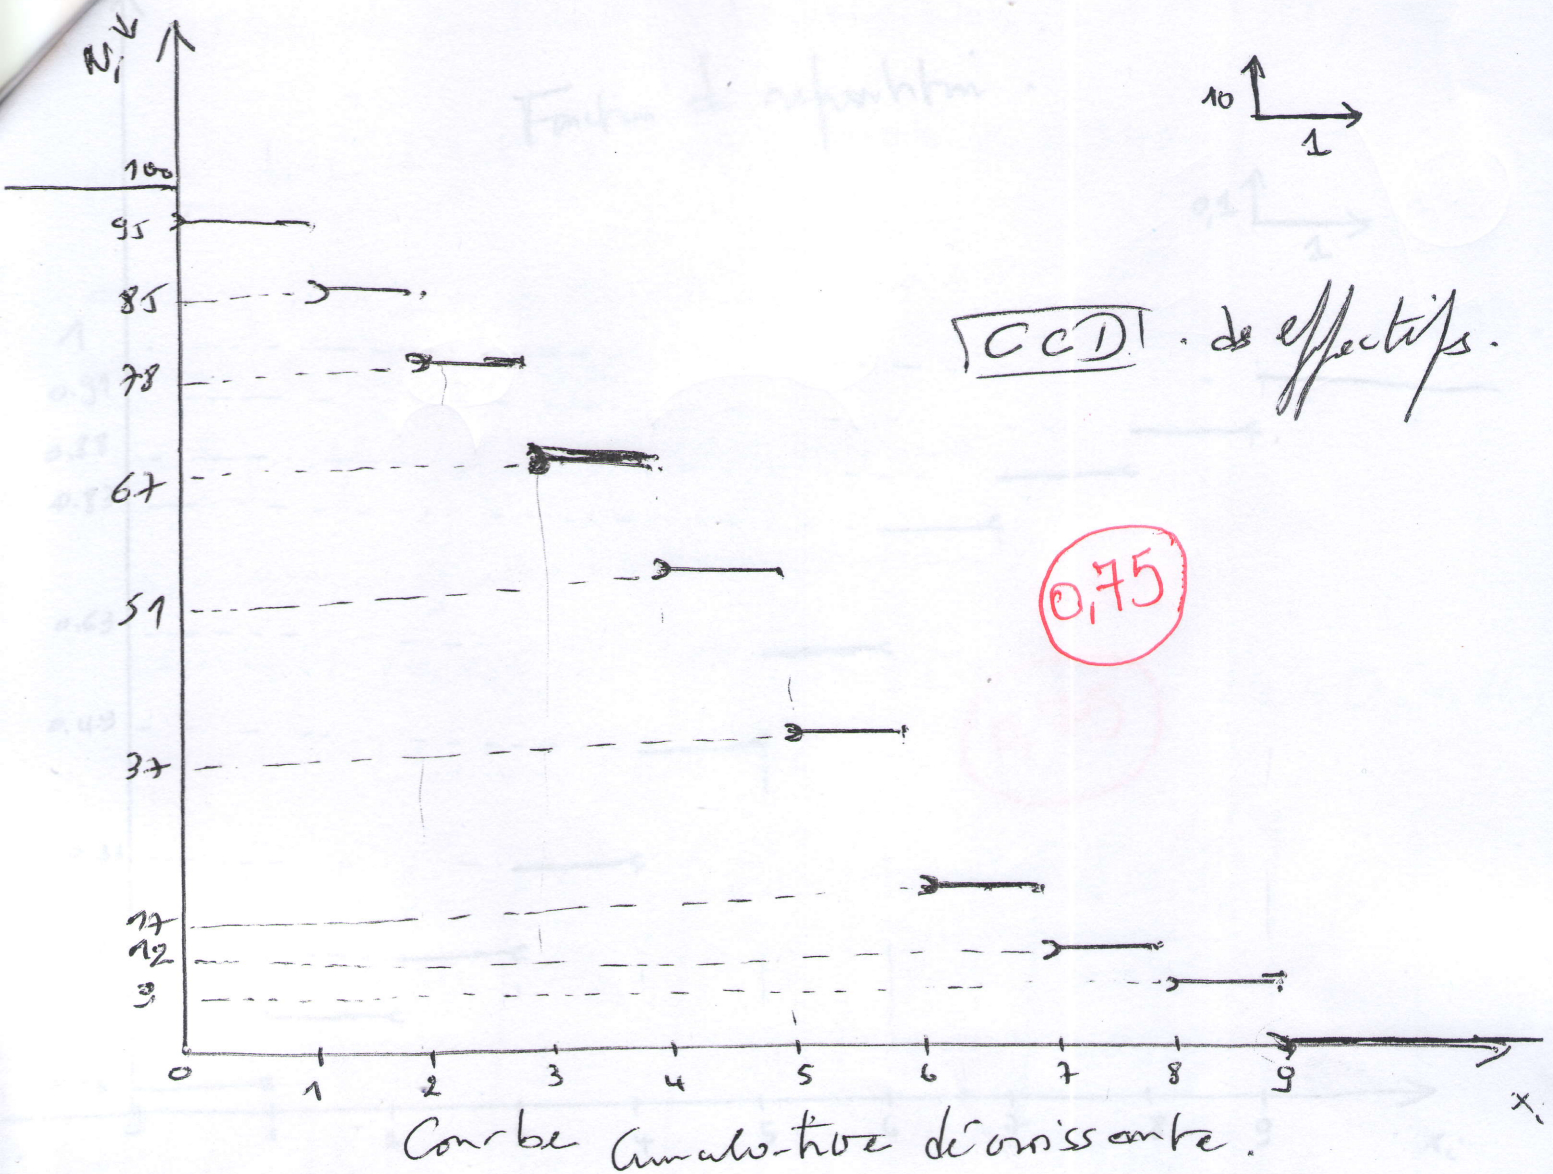 Ni↓
10
1
100
95
85
CCD . des effectifs.
78
67
0,75
51
37
17
12
9
0 1 2 3 4 5 6 7 8 9
xi
Courbe Cumulative décroissante.